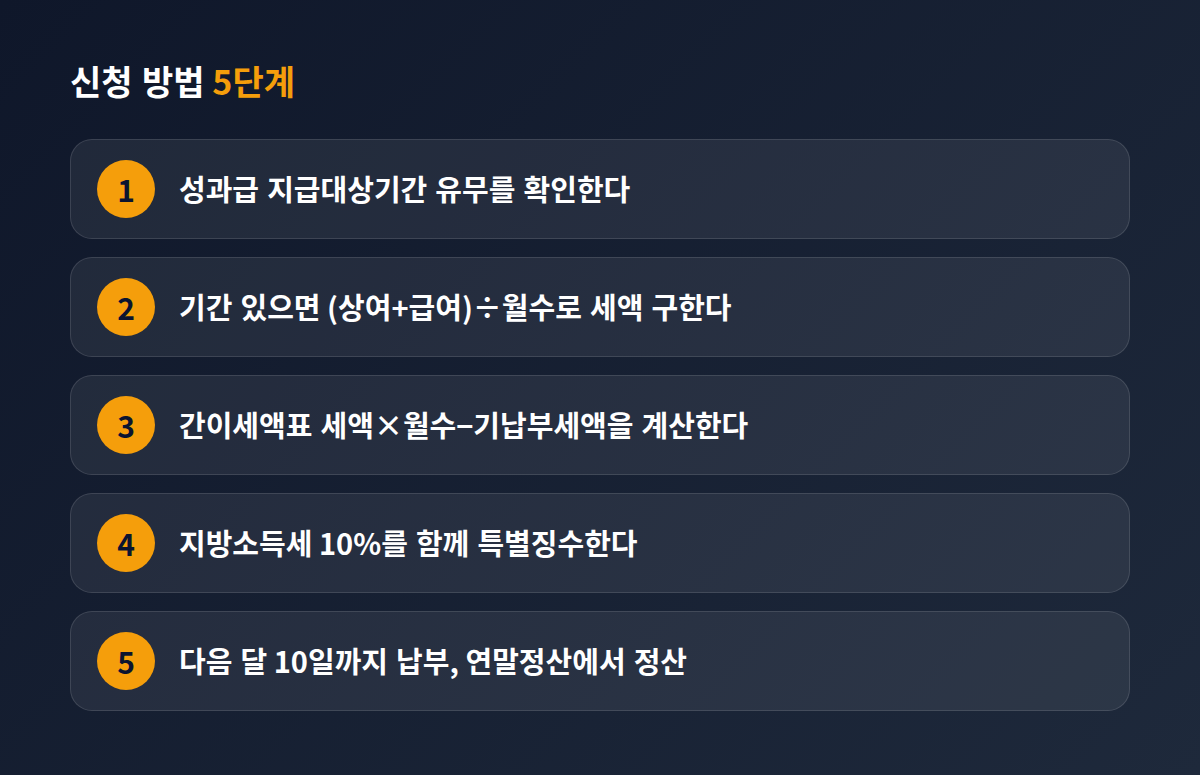 신청 방법 5단계
1 성과급 지급대상기간 유무를 확인한다
2 기간 있으면 (상여+급여)÷월수로 세액 구한다
3 간이세액표 세액×월수−기납부세액을 계산한다
4 지방소득세 10%를 함께 특별징수한다
5 다음 달 10일까지 납부, 연말정산에서 정산